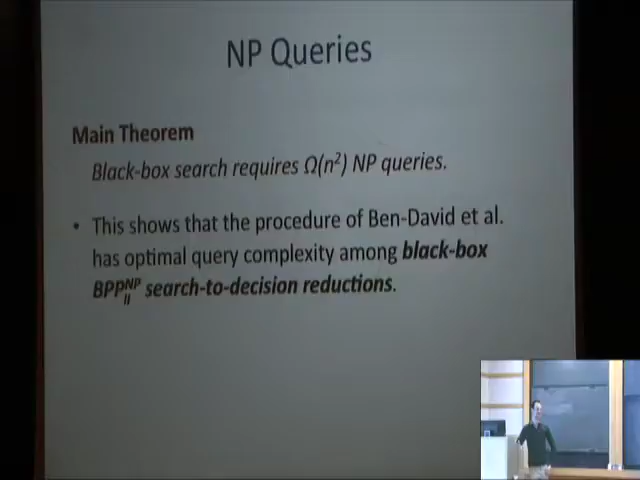 NP Queries
Main Theorem
Black-box search requires Ω(n²) NP queries.
• This shows that the procedure of Ben-David et al.
has optimal query complexity among black-box
BPP||^NP search-to-decision reductions.